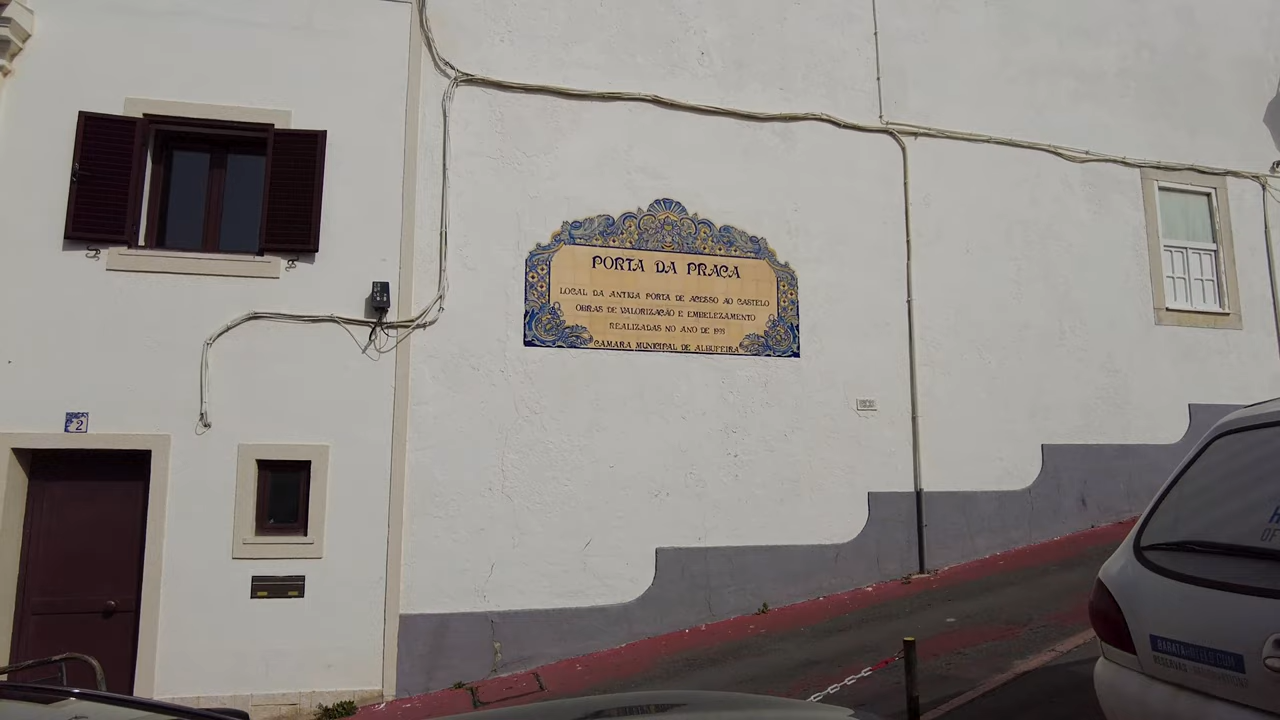 PORTA DA PRAÇA
LOCAL DA ANTIGA PORTA DE ACESSO AO CASTELO
OBRAS DE VALORIZAÇÃO E EMBELEZAMENTO
REALIZADAS NO ANO DE 1993
CAMARA MUNICIPAL DE ALBUFEIRA
2